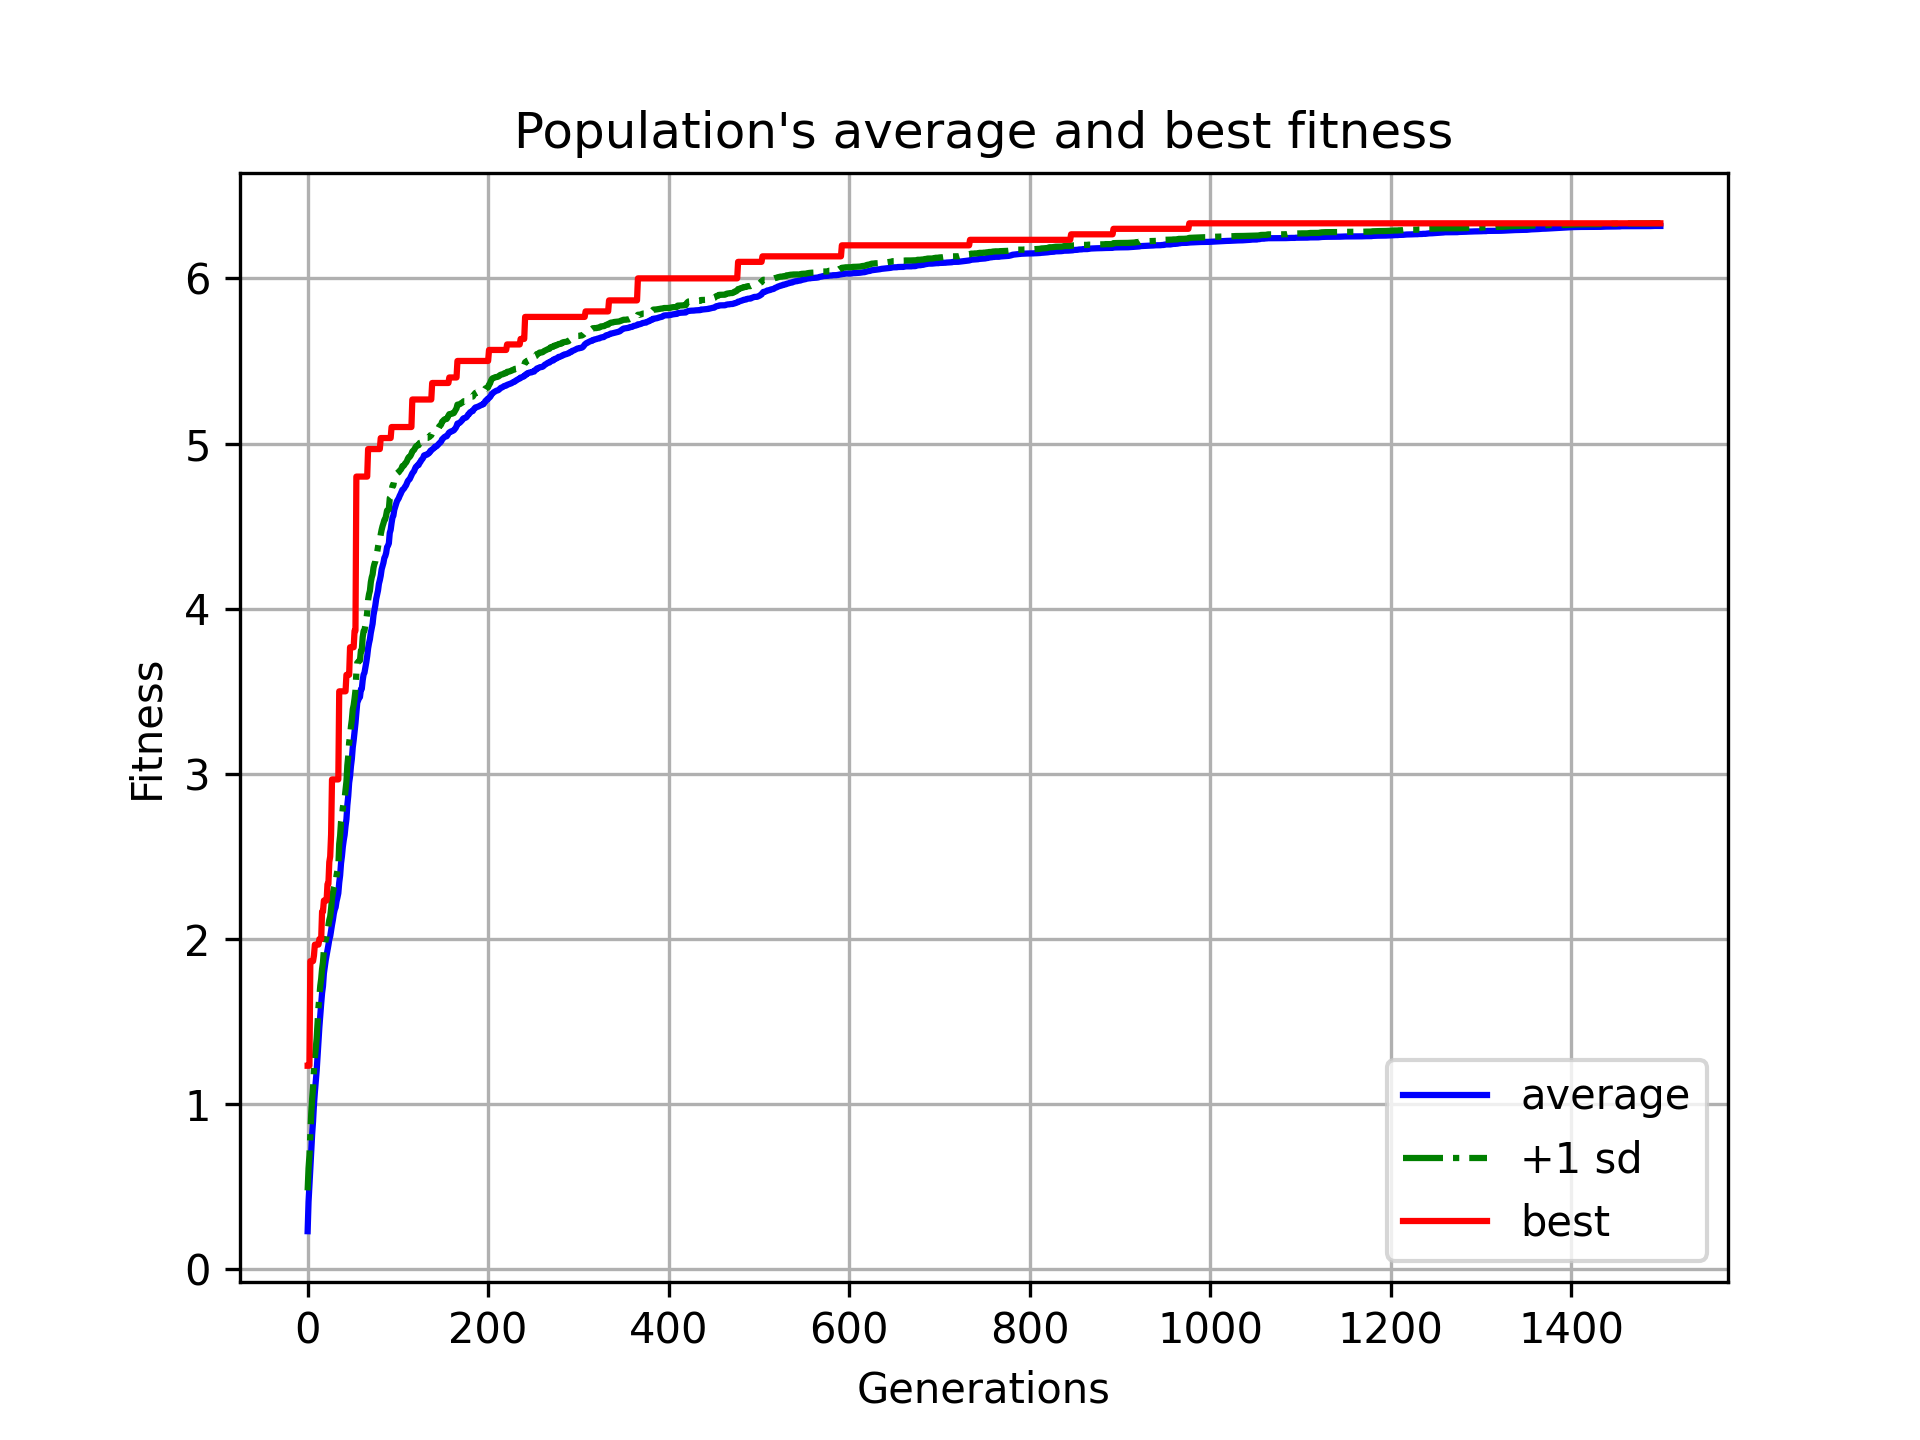 Population's average and best fitness
Fitness
6
5
4
3
2
1
0
average
+1 sd
best
0 200 400 600 800 1000 1200 1400
Generations